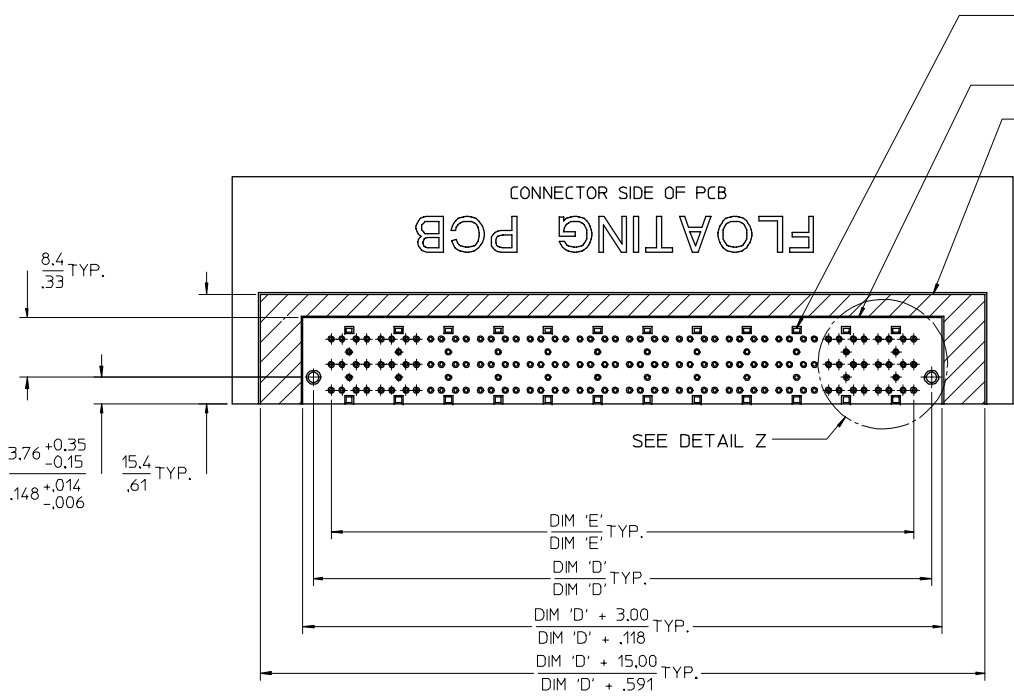 CONNECTOR SIDE OF PCB
FLOATING PCB
8.4
.33 TYP.
3.76 +0.35
-0.15
.148 +.014
-.006
15.4
.61 TYP.
SEE DETAIL Z
DIM 'E'
DIM 'E' TYP.
DIM 'D'
DIM 'D' TYP.
DIM 'D' + 3.00
DIM 'D' + .118 TYP.
DIM 'D' + 15.00
DIM 'D' + .591 TYP.